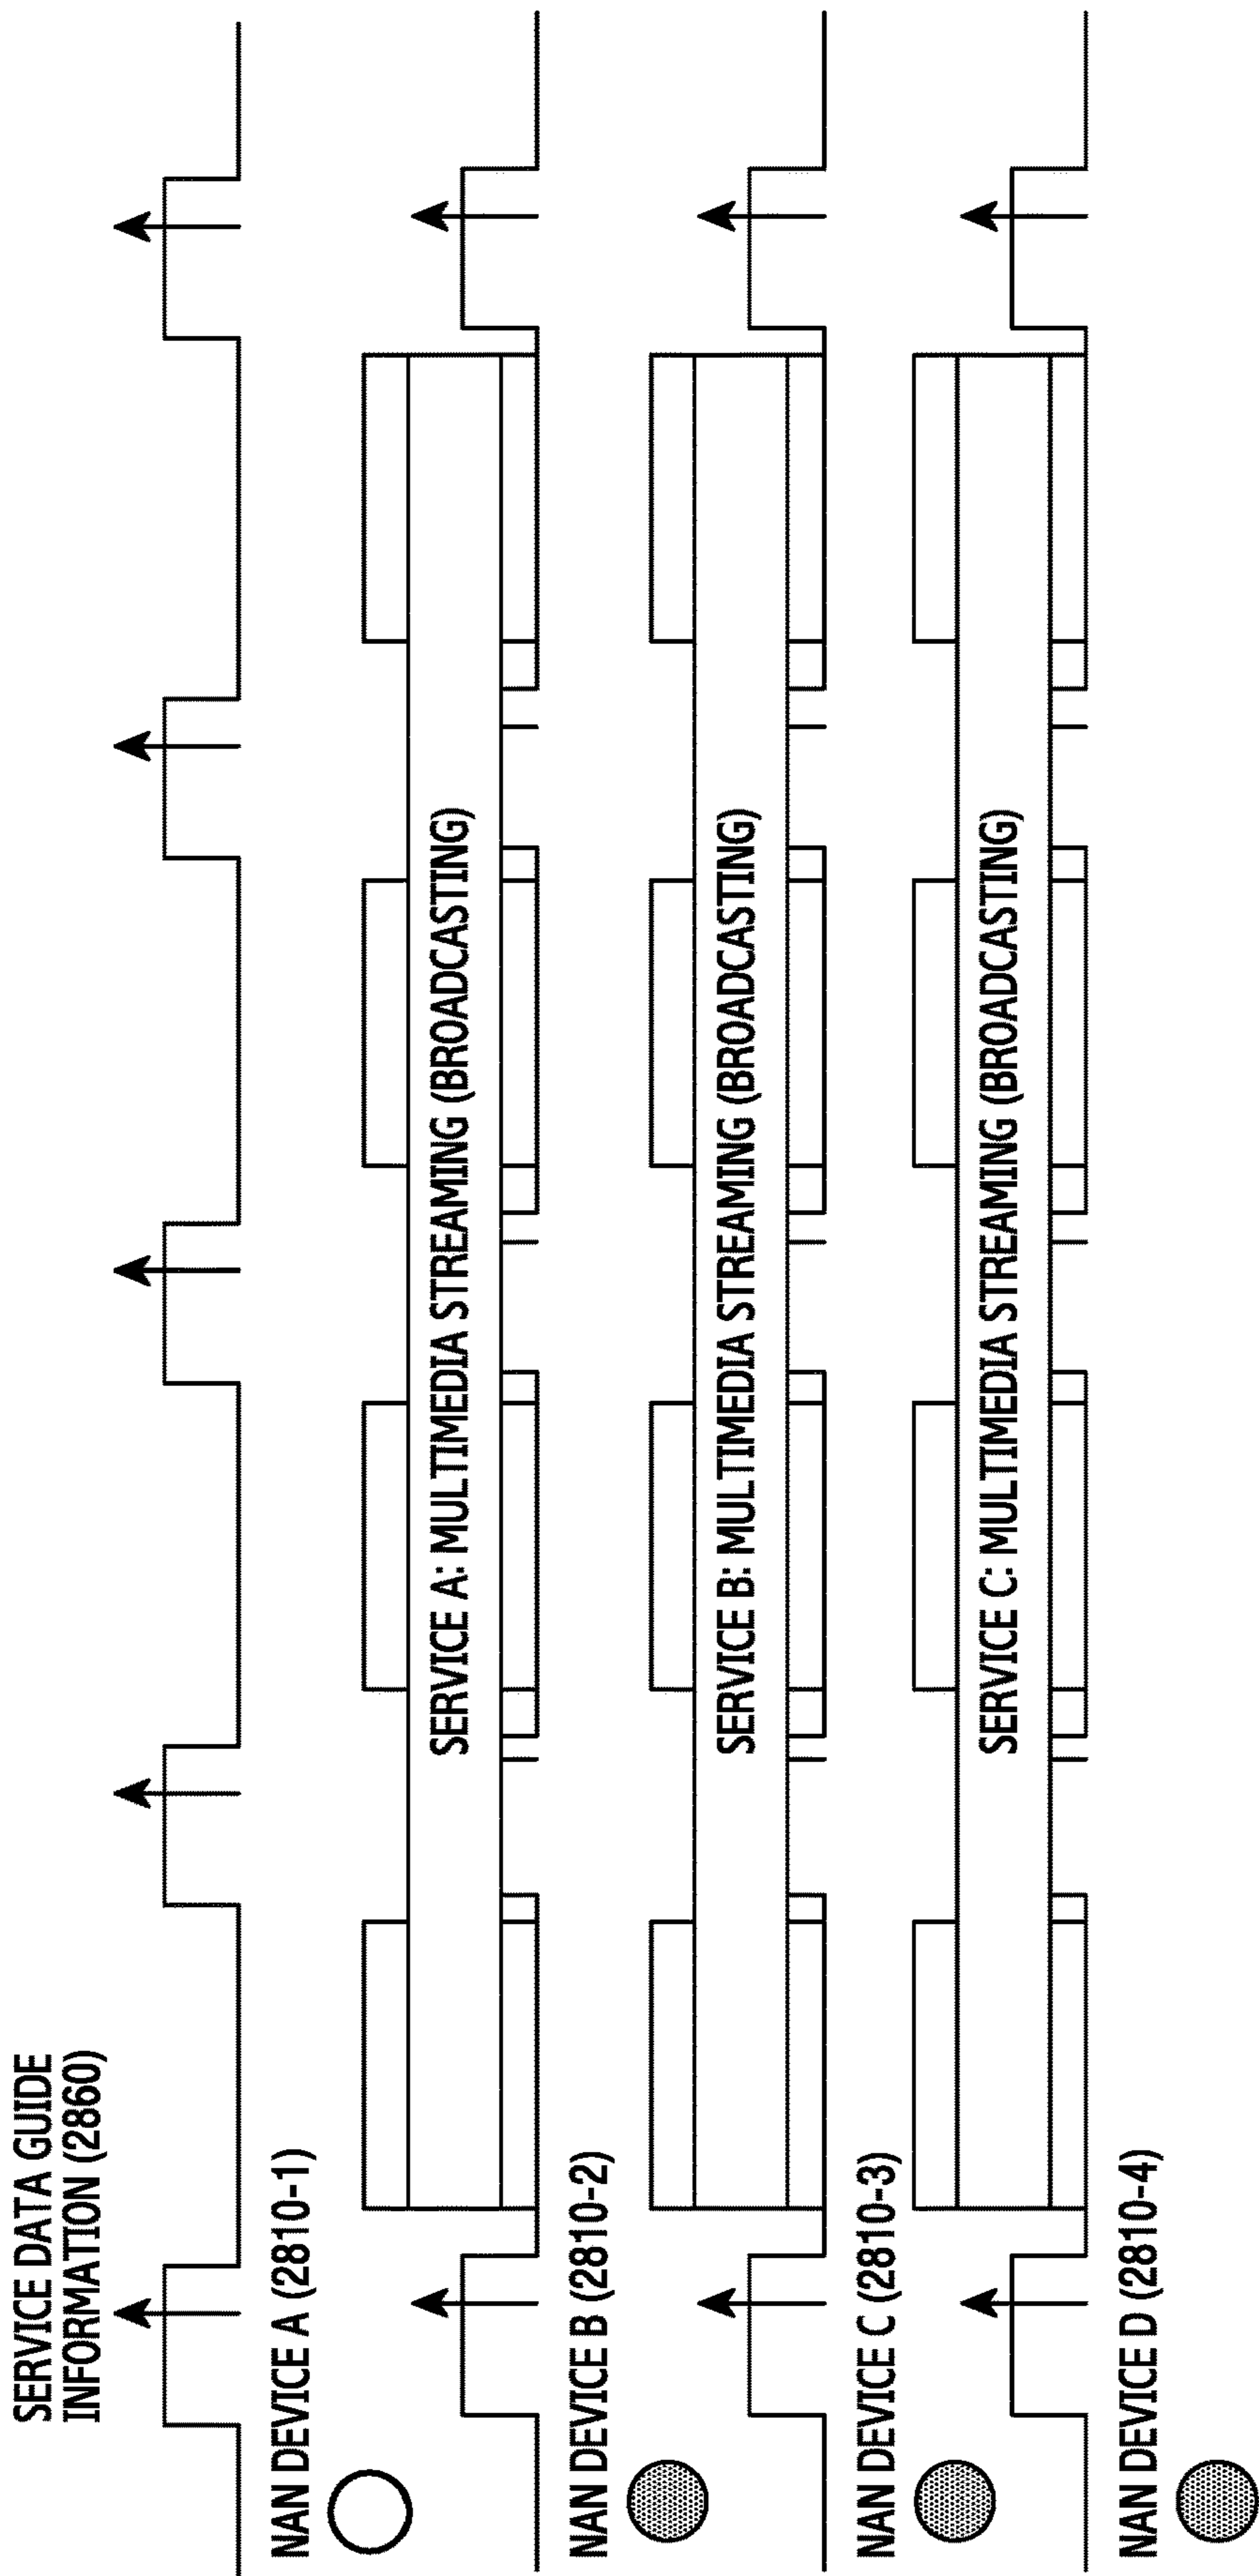 SERVICE DATA GUIDE
INFORMATION (2860)
NAN DEVICE A (2810-1)
SERVICE A: MULTIMEDIA STREAMING (BROADCASTING)
NAN DEVICE B (2810-2)
SERVICE B: MULTIMEDIA STREAMING (BROADCASTING)
NAN DEVICE C (2810-3)
SERVICE C: MULTIMEDIA STREAMING (BROADCASTING)
NAN DEVICE D (2810-4)